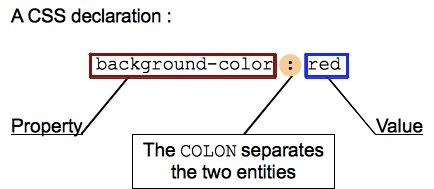 A CSS declaration :
background-color : red
Property
Value
The COLON separates
the two entities